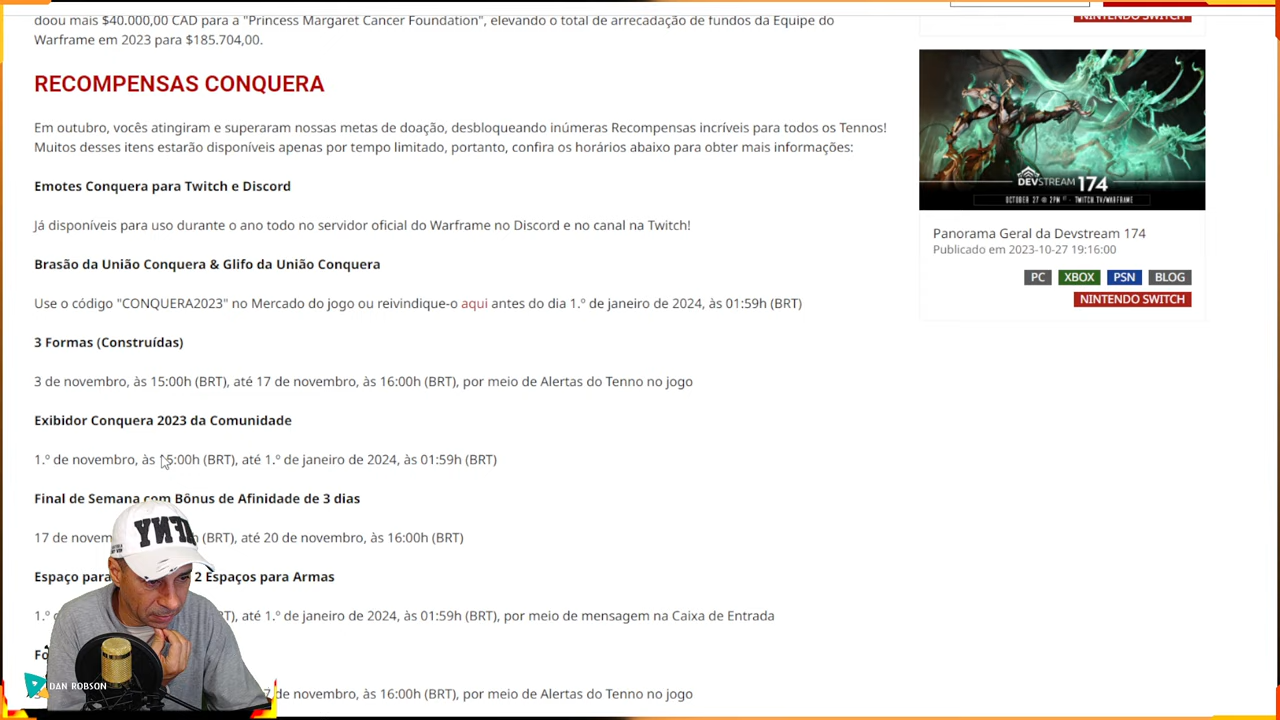 doou mais $40.000,00 CAD para a "Princess Margaret Cancer Foundation", elevando o total de arrecadação de fundos da Equipe do
Warframe em 2023 para $185.704,00.
RECOMPENSAS CONQUERA
Em outubro, vocês atingiram e superaram nossas metas de doação, desbloqueando inúmeras Recompensas incríveis para todos os Tennos!
Muitos desses itens estarão disponíveis apenas por tempo limitado, portanto, confira os horários abaixo para obter mais informações:
Emotes Conquera para Twitch e Discord
Já disponíveis para uso durante o ano todo no servidor oficial do Warframe no Discord e no canal na Twitch!
Brasão da União Conquera & Glifo da União Conquera
Use o código "CONQUERA2023" no Mercado do jogo ou reivindique-o aqui antes do dia 1.º de janeiro de 2024, às 01:59h (BRT)
3 Formas (Construídas)
3 de novembro, às 15:00h (BRT), até 17 de novembro, às 16:00h (BRT), por meio de Alertas do Tenno no jogo
Exibidor Conquera 2023 da Comunidade
1.º de novembro, às 15:00h (BRT), até 1.º de janeiro de 2024, às 01:59h (BRT)
Final de Semana com Bônus de Afinidade de 3 dias
17 de (BRT), até 20 de novembro, às 16:00h (BRT)
Espaço para 2 Espaços para Armas
1.º até 1.º de janeiro de 2024, às 01:59h (BRT), por meio de mensagem na Caixa de Entrada
de novembro, às 16:00h (BRT), por meio de Alertas do Tenno no jogo
NINTENDO SWITCH
DEVSTREAM 174
OCTOBER 27 @ 2PM ET - TWITCH.TV/WARFRAME
Panorama Geral da Devstream 174
Publicado em 2023-10-27 19:16:00
PC XBOX PSN BLOG
NINTENDO SWITCH
DAN ROBSON